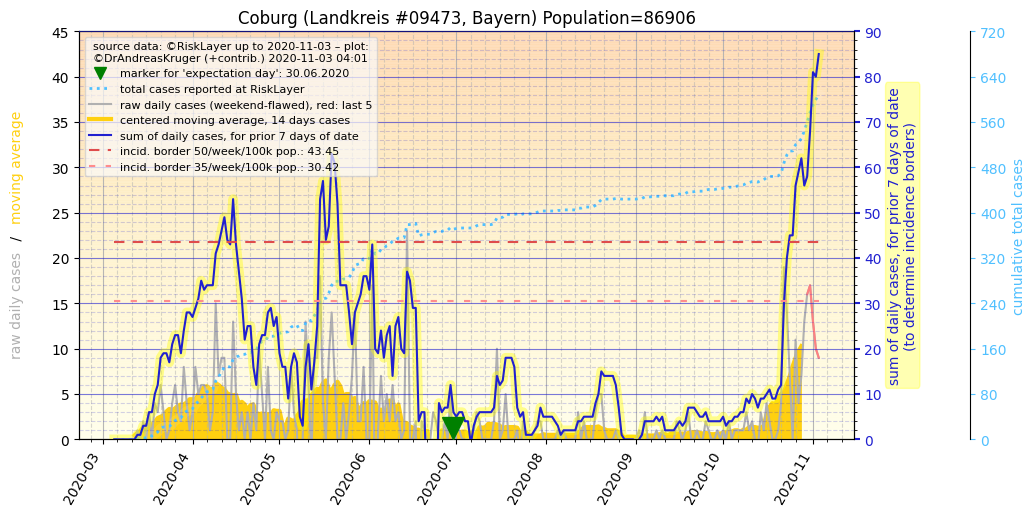 Coburg (Landkreis #09473, Bayern) Population=86906
source data: ©RiskLayer up to 2020-11-03 – plot:
©DrAndreasKruger (+contrib.) 2020-11-03 04:01
marker for 'expectation day': 30.06.2020
total cases reported at RiskLayer
raw daily cases (weekend-flawed), red: last 5
centered moving average, 14 days cases
sum of daily cases, for prior 7 days of date
incid. border 50/week/100k pop.: 43.45
incid. border 35/week/100k pop.: 30.42
raw daily cases / moving average
45
40
35
30
25
20
15
10
5
0
2020-03
2020-04
2020-05
2020-06
2020-07
2020-08
2020-09
2020-10
2020-11
90
80
70
60
50
40
30
20
10
0
sum of daily cases, for prior 7 days of date
(to determine incidence borders)
720
640
560
480
400
320
240
160
80
0
cumulative total cases